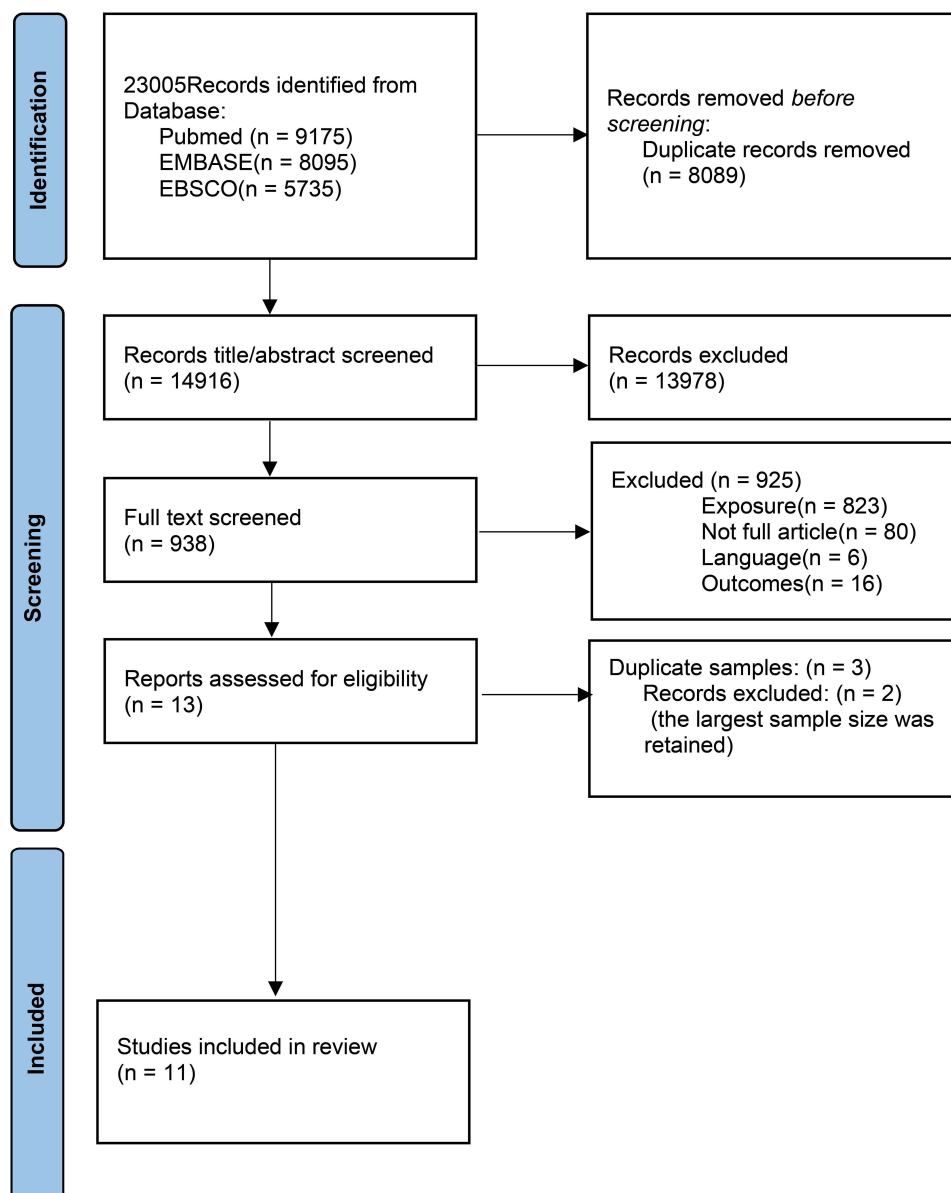 Identification
23005Records identified from
Database:
Pubmed (n = 9175)
EMBASE(n = 8095)
EBSCO(n = 5735)
Records removed before
screening:
Duplicate records removed
(n = 8089)
Screening
Records title/abstract screened
(n = 14916)
Records excluded
(n = 13978)
Full text screened
(n = 938)
Excluded (n = 925)
Exposure(n = 823)
Not full article(n = 80)
Language(n = 6)
Outcomes(n = 16)
Reports assessed for eligibility
(n = 13)
Duplicate samples: (n = 3)
Records excluded: (n = 2)
(the largest sample size was
retained)
Included
Studies included in review
(n = 11)